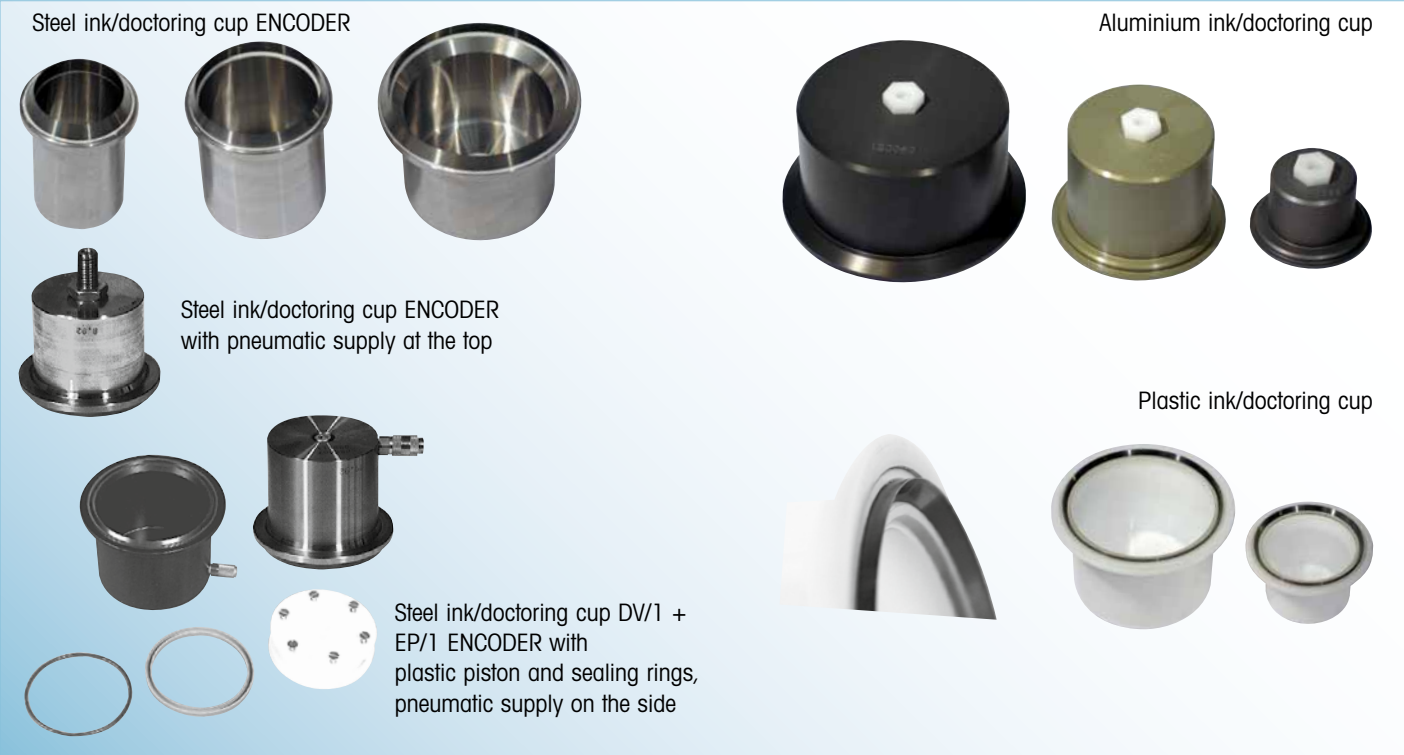 Steel ink/doctoring cup ENCODER
Aluminium ink/doctoring cup
Steel ink/doctoring cup ENCODER
with pneumatic supply at the top
Plastic ink/doctoring cup
Steel ink/doctoring cup DV/1 +
EP/1 ENCODER with
plastic piston and sealing rings,
pneumatic supply on the side